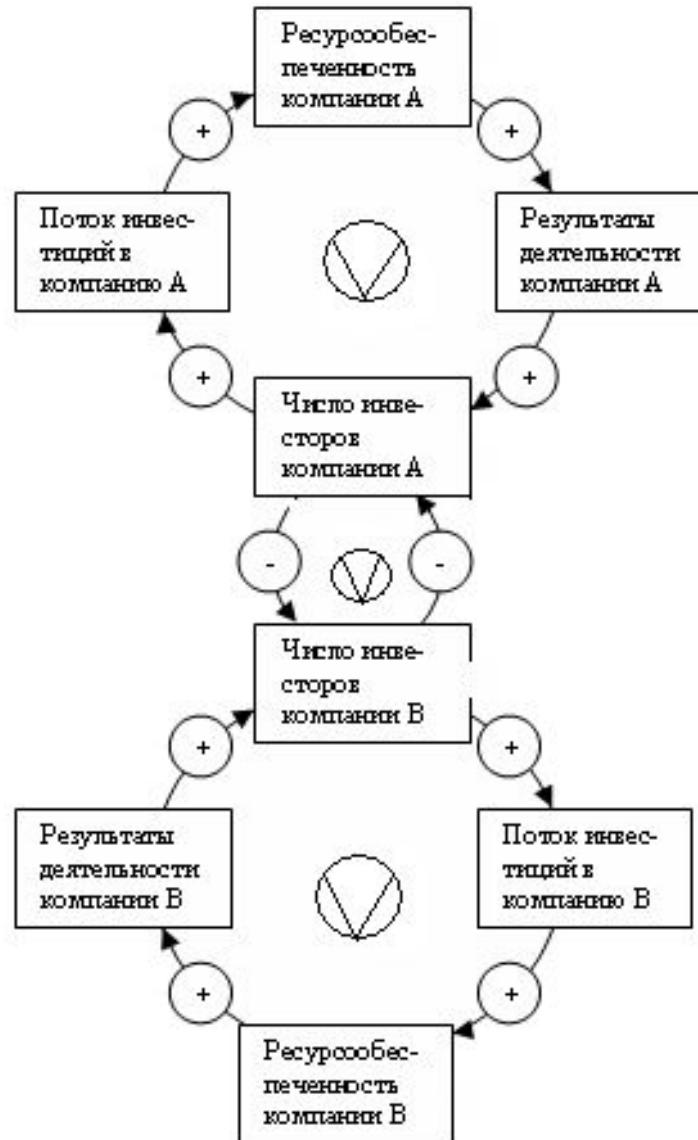 Ресурсообес-
печенность
компании А
+
+
Поток инвес-
тиций в
компанию А
Результаты
деятельности
компании А
+
+
Число инве-
сторов
компании А
-
-
Число инве-
сторов
компании В
+
+
Результаты
деятельности
компании В
Поток инвес-
тиций в
компанию В
+
+
Ресурсообес-
печенность
компании В